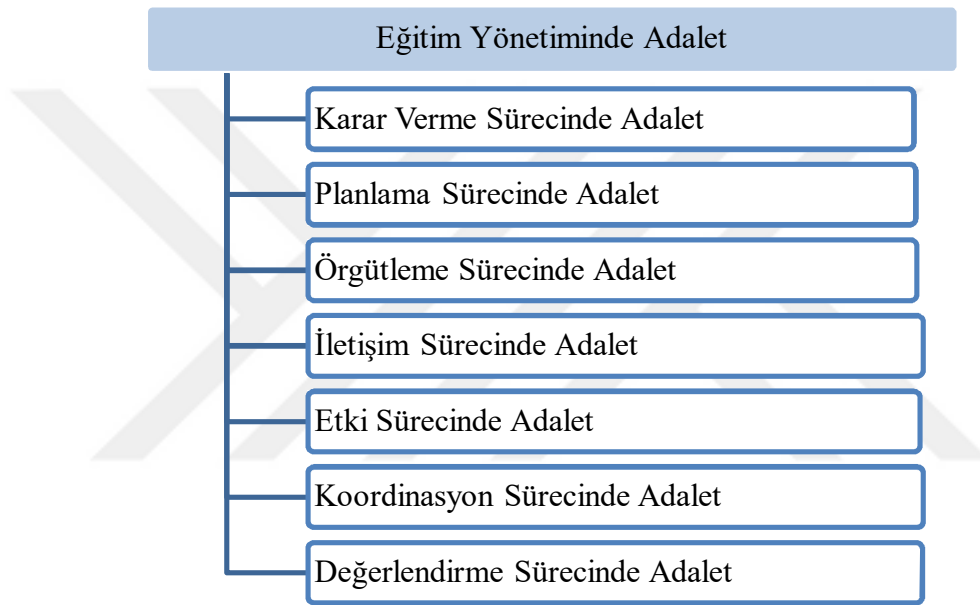 Eğitim Yönetiminde Adalet
Karar Verme Sürecinde Adalet
Planlama Sürecinde Adalet
Örgütleme Sürecinde Adalet
İletişim Sürecinde Adalet
Etki Sürecinde Adalet
Koordinasyon Sürecinde Adalet
Değerlendirme Sürecinde Adalet